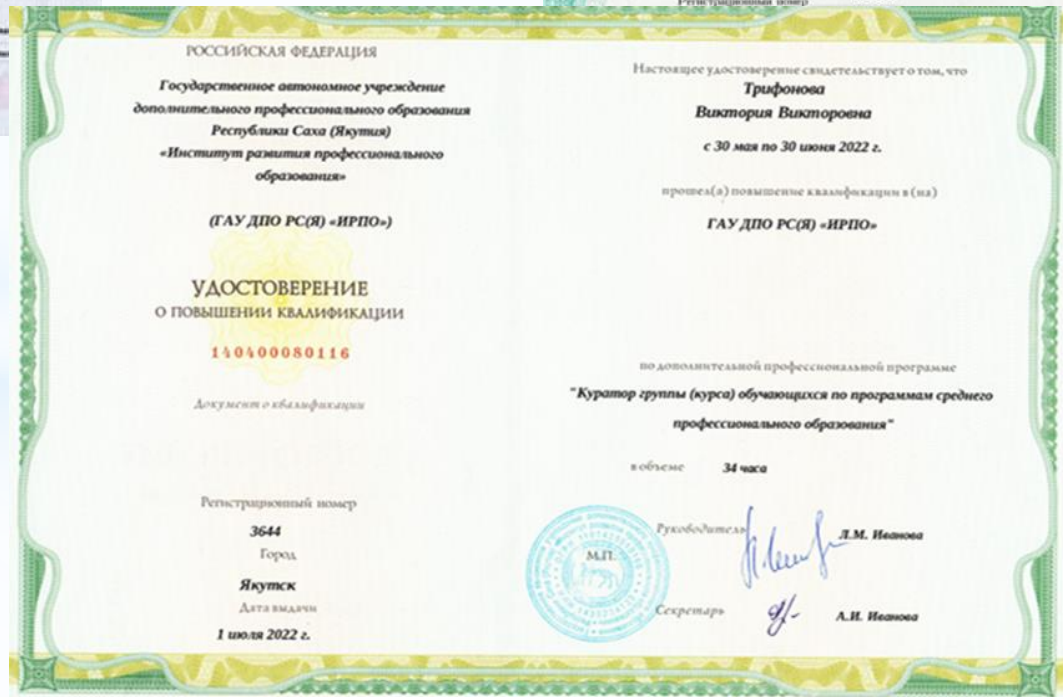 Регистрационный номер
РОССИЙСКАЯ ФЕДЕРАЦИЯ
Государственное автономное учреждение
дополнительного профессионального образования
Республики Саха (Якутия)
«Институт развития профессионального
образования»
(ГАУ ДПО РС(Я) «ИРПО»)
УДОСТОВЕРЕНИЕ
О ПОВЫШЕНИИ КВАЛИФИКАЦИИ
140400080116
Документ о квалификации
Регистрационный номер
3644
Город
Якутск
Дата выдачи
1 июля 2022 г.
Настоящее удостоверение свидетельствует о том, что
Трифонова
Виктория Викторовна
с 30 мая по 30 июня 2022 г.
прошел(а) повышение квалификации в (на)
ГАУ ДПО РС(Я) «ИРПО»
по дополнительной профессиональной программе
"Куратор группы (курса) обучающихся по программам среднего
профессионального образования"
в объеме 34 часа
Руководитель Л.М. Иванова
М.П.
Секретарь А.И. Иванова